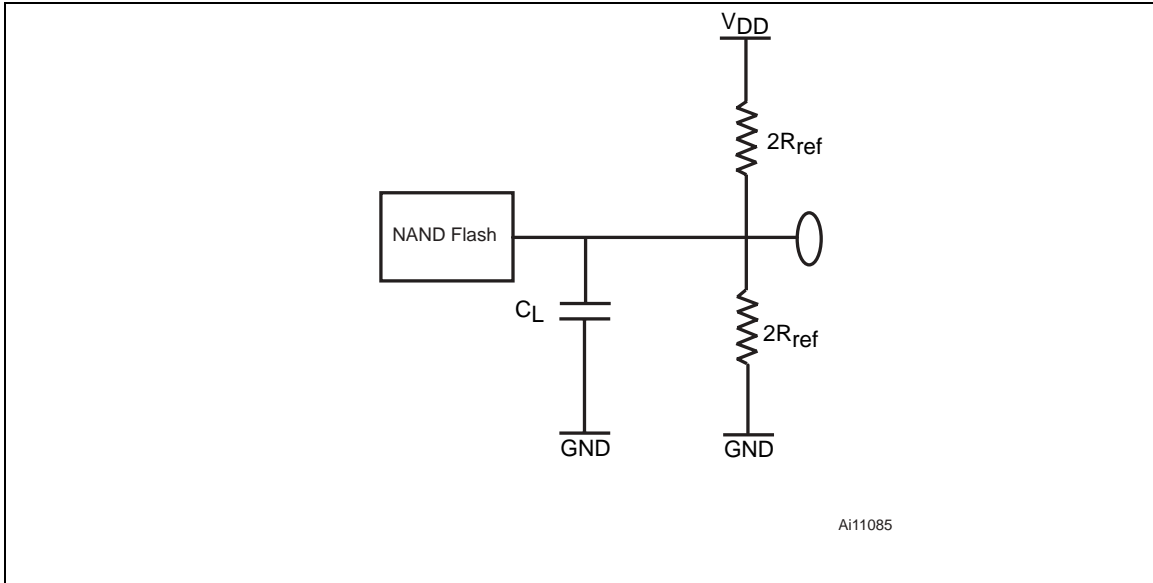 VDD
2Rref
NAND Flash
CL
2Rref
GND
GND
Ai11085